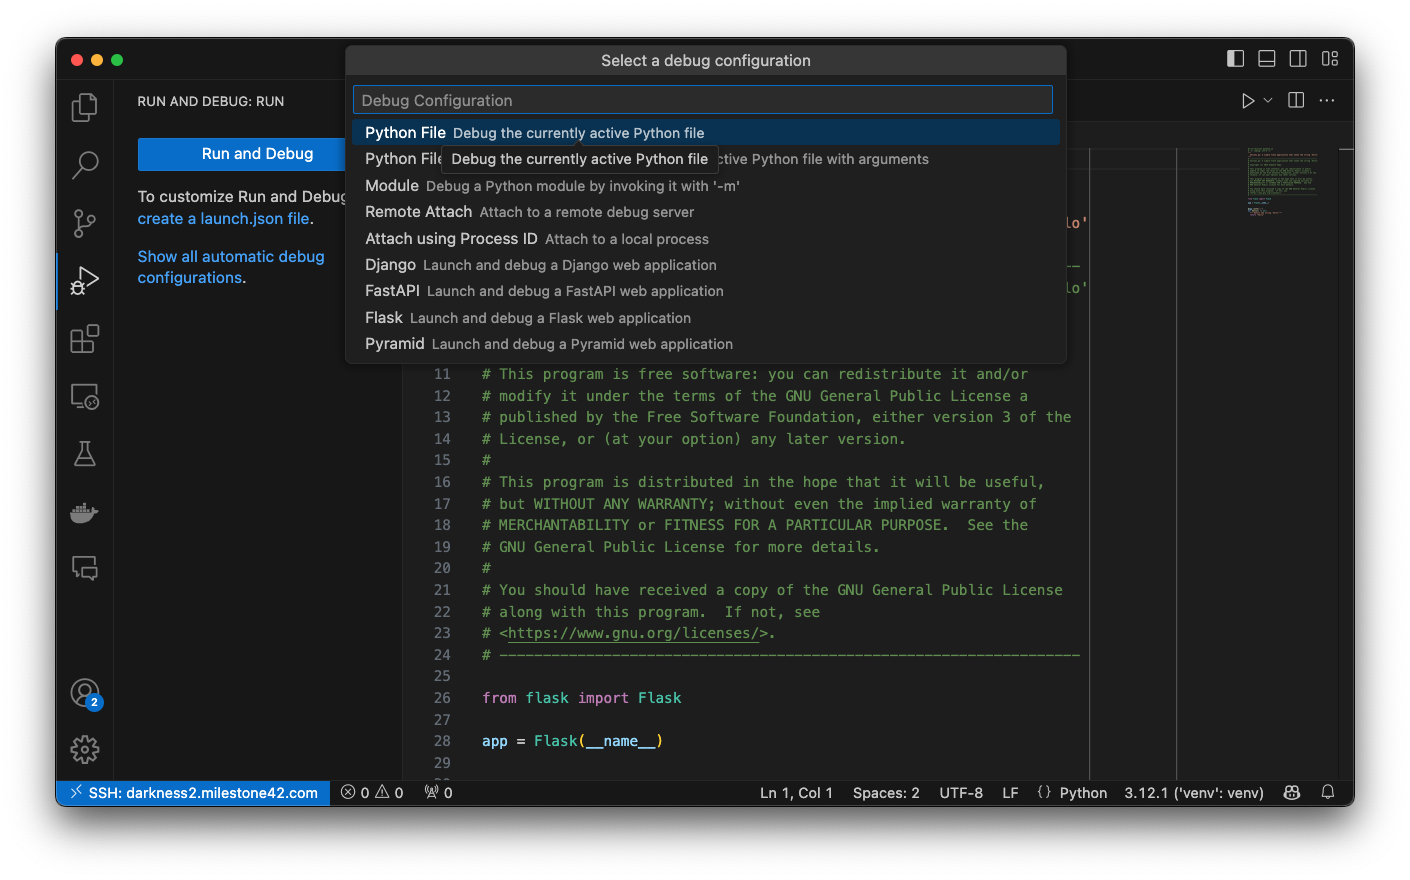 Select a debug configuration
Debug Configuration
Python File Debug the currently active Python file
Python File
Debug the currently active Python file
active Python file with arguments
Module Debug a Python module by invoking it with '-m'
Remote Attach Attach to a remote debug server
Attach using Process ID Attach to a local process
Django Launch and debug a Django web application
FastAPI Launch and debug a FastAPI web application
Flask Launch and debug a Flask web application
Pyramid Launch and debug a Pyramid web application
RUN AND DEBUG: RUN
Run and Debug
To customize Run and Debug
create a launch.json file.
Show all automatic debug
configurations.
lo'
lo'
11 # This program is free software: you can redistribute it and/or
12 # modify it under the terms of the GNU General Public License a
13 # published by the Free Software Foundation, either version 3 of the
14 # License, or (at your option) any later version.
15 #
16 # This program is distributed in the hope that it will be useful,
17 # but WITHOUT ANY WARRANTY; without even the implied warranty of
18 # MERCHANTABILITY or FITNESS FOR A PARTICULAR PURPOSE.  See the
19 # GNU General Public License for more details.
20 #
21 # You should have received a copy of the GNU General Public License
22 # along with this program.  If not, see
23 # <https://www.gnu.org/licenses/>.
24 # -------------------------------------------------------------------
25
26 from flask import Flask
27
28 app = Flask(__name__)
29
2
SSH: darkness2.milestone42.com 0 0 0 Ln 1, Col 1 Spaces: 2 UTF-8 LF {} Python 3.12.1 ('venv': venv)